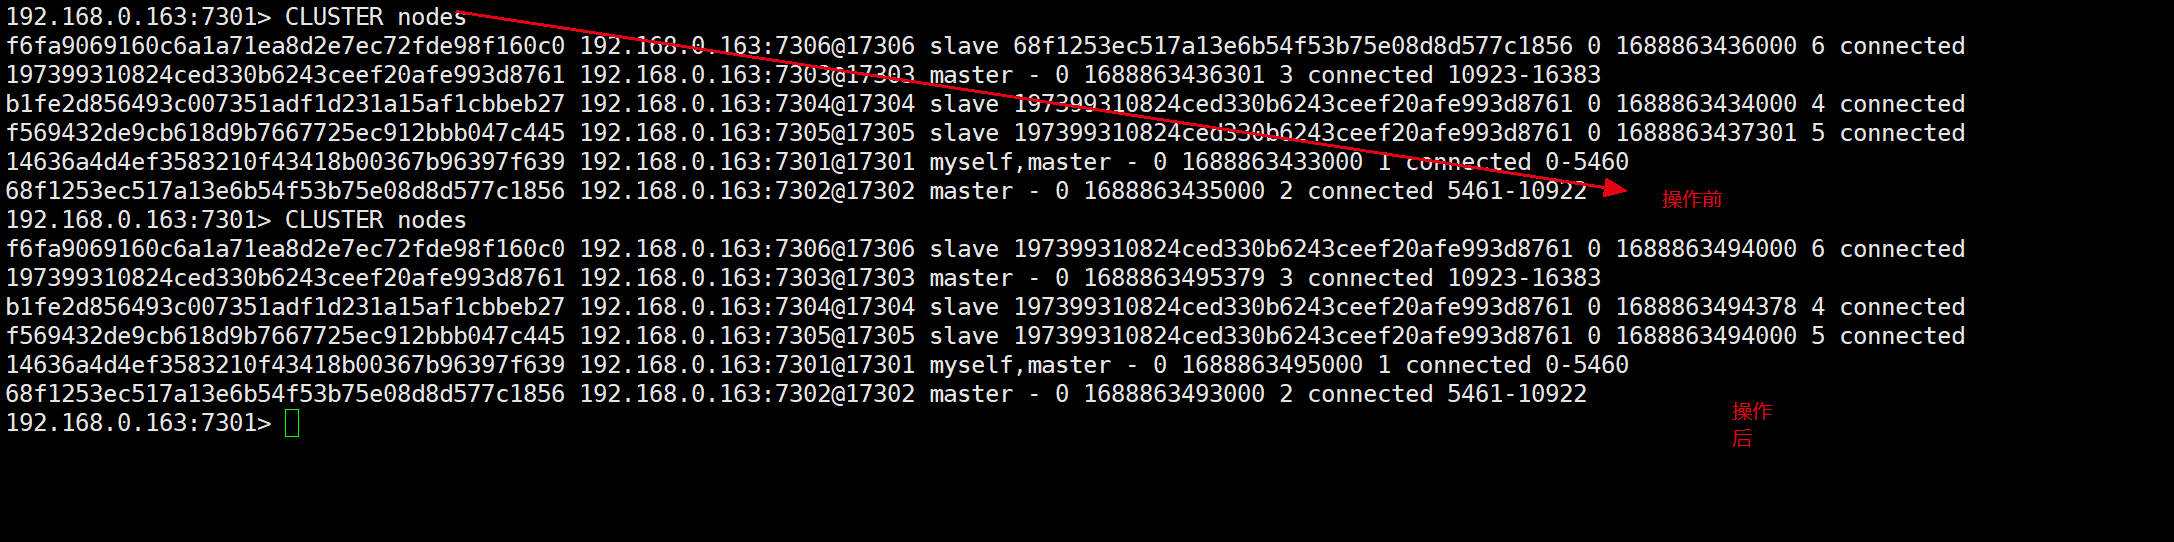 192.168.0.163:7301> CLUSTER nodes
f6fa9069160c6a1a71ea8d2e7ec72fde98f160c0 192.168.0.163:7306@17306 slave 68f1253ec517a13e6b54f53b75e08d8d577c1856 0 1688863436000 6 connected
197399310824ced330b6243ceef20afe993d8761 192.168.0.163:7303@17303 master - 0 1688863436301 3 connected 10923-16383
b1fe2d856493c007351adf1d231a15af1cbbeb27 192.168.0.163:7304@17304 slave 197399310824ced330b6243ceef20afe993d8761 0 1688863434000 4 connected
f569432de9cb618d9b7667725ec912bbb047c445 192.168.0.163:7305@17305 slave 197399310824ced330b6243ceef20afe993d8761 0 1688863437301 5 connected
14636a4d4ef3583210f43418b00367b96397f639 192.168.0.163:7301@17301 myself,master - 0 1688863433000 1 connected 0-5460
68f1253ec517a13e6b54f53b75e08d8d577c1856 192.168.0.163:7302@17302 master - 0 1688863435000 2 connected 5461-10922
操作前
192.168.0.163:7301> CLUSTER nodes
f6fa9069160c6a1a71ea8d2e7ec72fde98f160c0 192.168.0.163:7306@17306 slave 197399310824ced330b6243ceef20afe993d8761 0 1688863494000 6 connected
197399310824ced330b6243ceef20afe993d8761 192.168.0.163:7303@17303 master - 0 1688863495379 3 connected 10923-16383
b1fe2d856493c007351adf1d231a15af1cbbeb27 192.168.0.163:7304@17304 slave 197399310824ced330b6243ceef20afe993d8761 0 1688863494378 4 connected
f569432de9cb618d9b7667725ec912bbb047c445 192.168.0.163:7305@17305 slave 197399310824ced330b6243ceef20afe993d8761 0 1688863494000 5 connected
14636a4d4ef3583210f43418b00367b96397f639 192.168.0.163:7301@17301 myself,master - 0 1688863495000 1 connected 0-5460
68f1253ec517a13e6b54f53b75e08d8d577c1856 192.168.0.163:7302@17302 master - 0 1688863493000 2 connected 5461-10922
192.168.0.163:7301>
操作
后